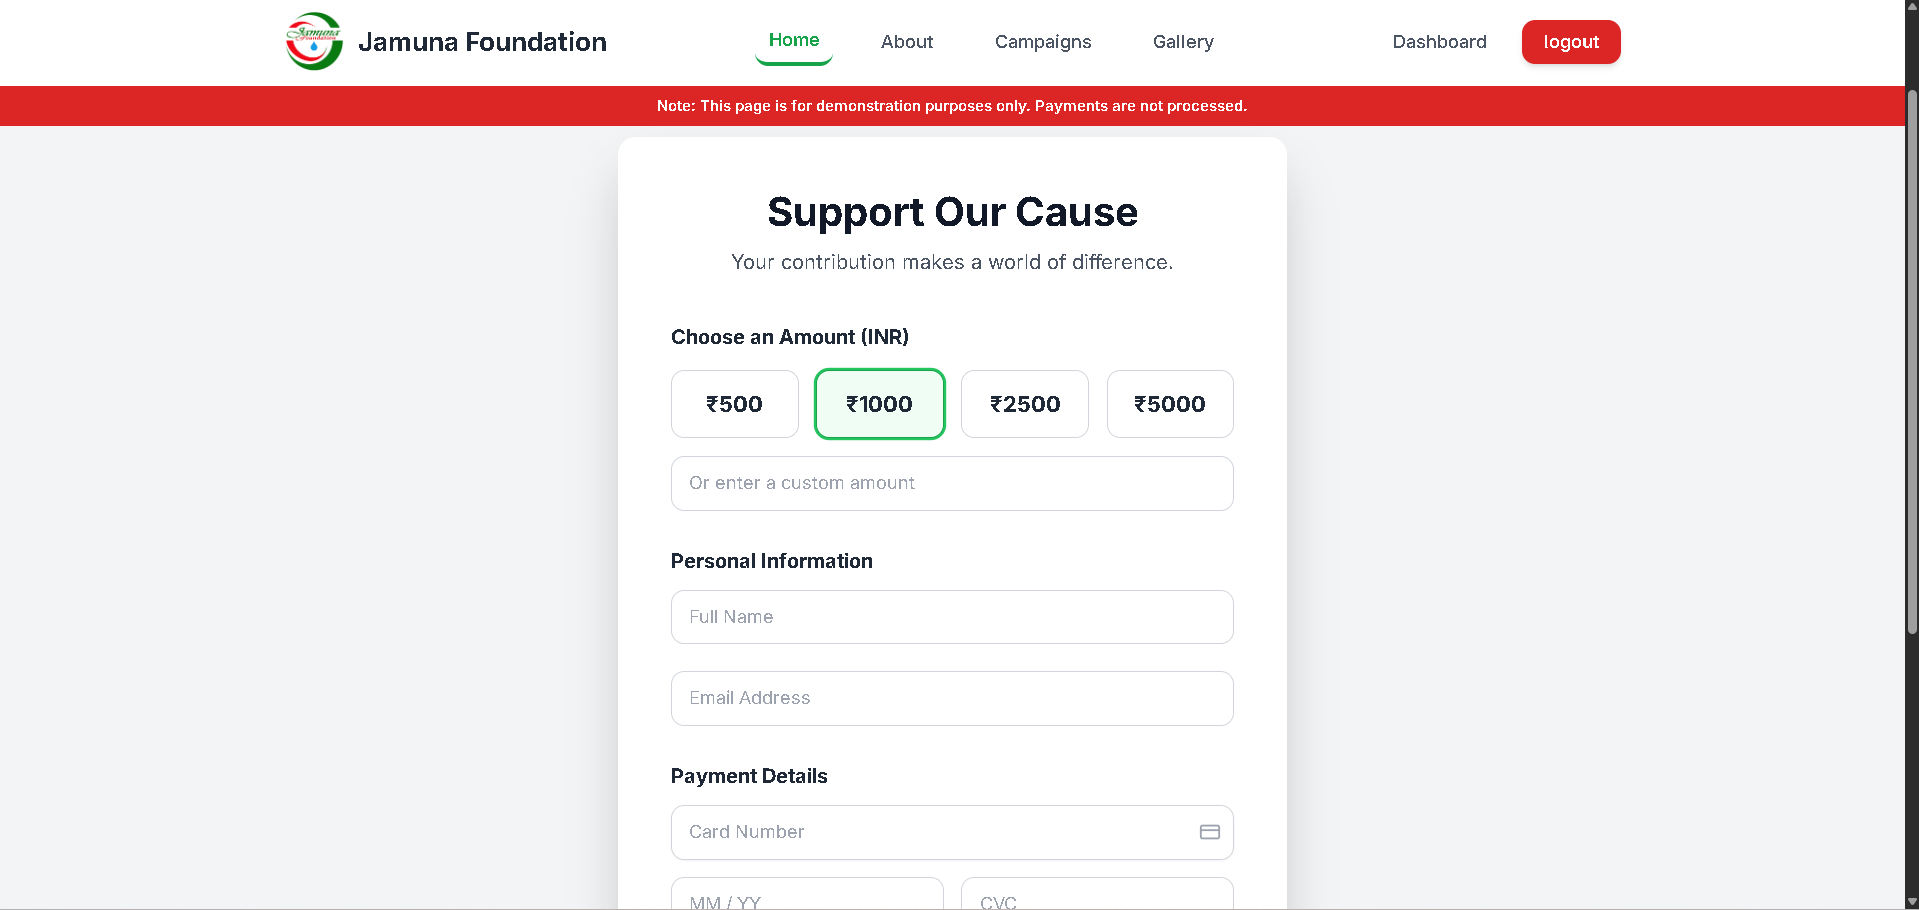 Jamuna
Foundation
Jamuna Foundation
Home
About
Campaigns
Gallery
Dashboard
logout
Note: This page is for demonstration purposes only. Payments are not processed.
Support Our Cause
Your contribution makes a world of difference.
Choose an Amount (INR)
₹500
₹1000
₹2500
₹5000
Or enter a custom amount
Personal Information
Full Name
Email Address
Payment Details
Card Number
MM / YY
CVC